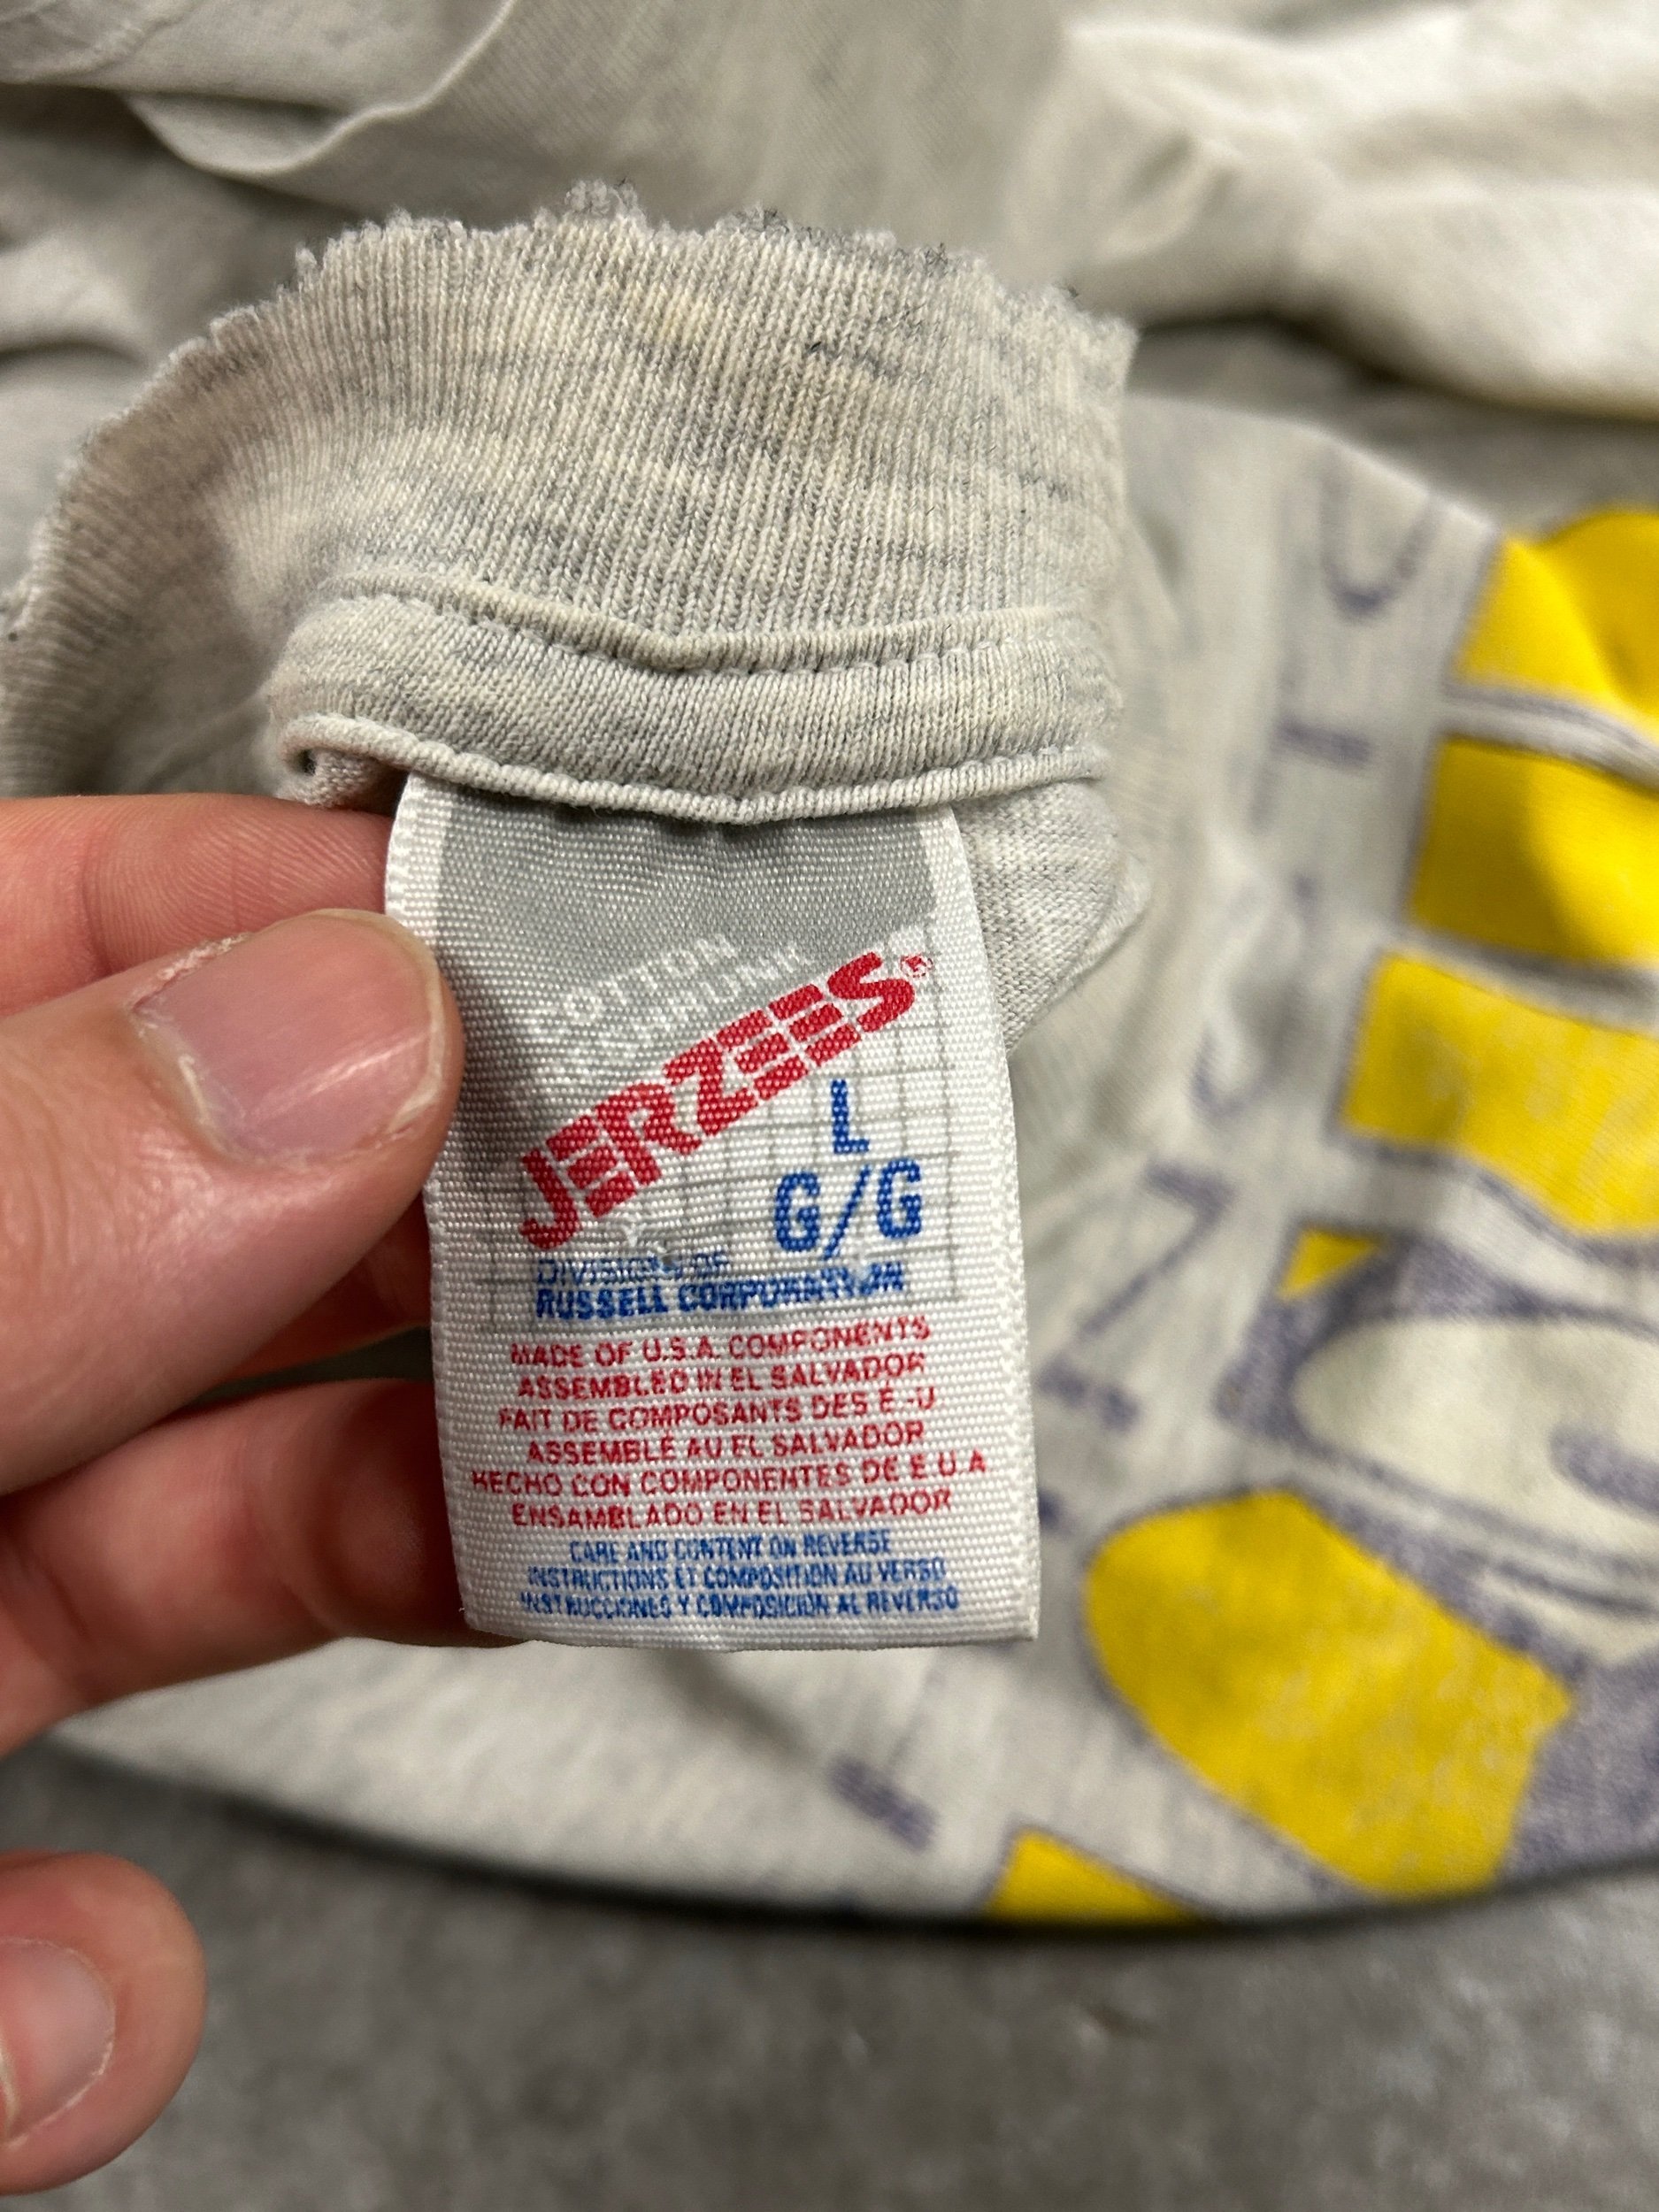 COTTON
JERZEES®
L
G/G
DIVISION OF
RUSSELL CORPORATION
MADE OF U.S.A. COMPONENTS
ASSEMBLED IN EL SALVADOR
FAIT DE COMPOSANTS DES É.-U
ASSEMBLÉ AU EL SALVADOR
HECHO CON COMPONENTES DE E.U.A
ENSAMBLADO EN EL SALVADOR
CARE AND CONTENT ON REVERSE
INSTRUCTIONS ET COMPOSITION AU VERSO
INSTRUCCIONES Y COMPOSICION AL REVERSO